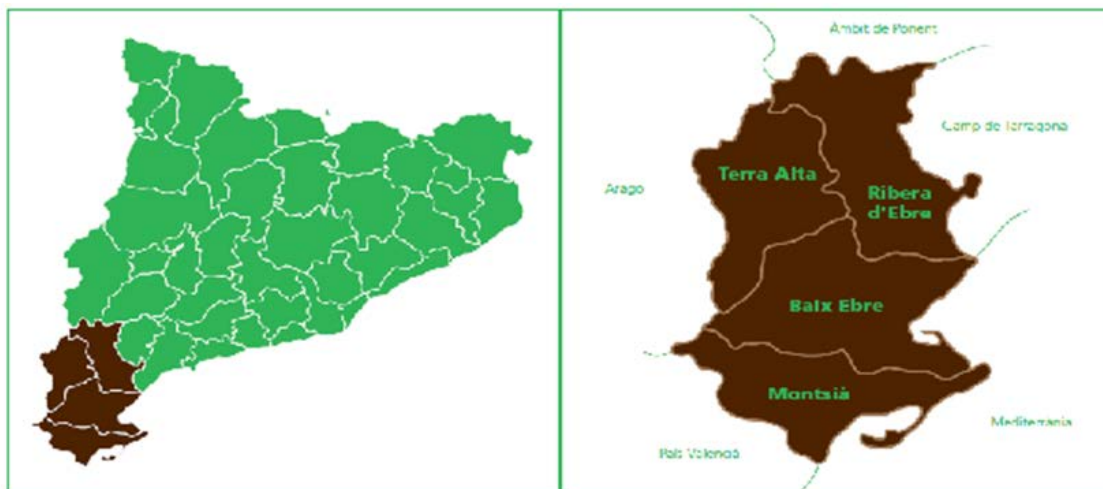 Àmbit de Ponent
Camp de Tarragona
Terra Alta
Aragó
Ribera
d'Ebre
Baix Ebre
Montsià
Mediterrània
País Valencià